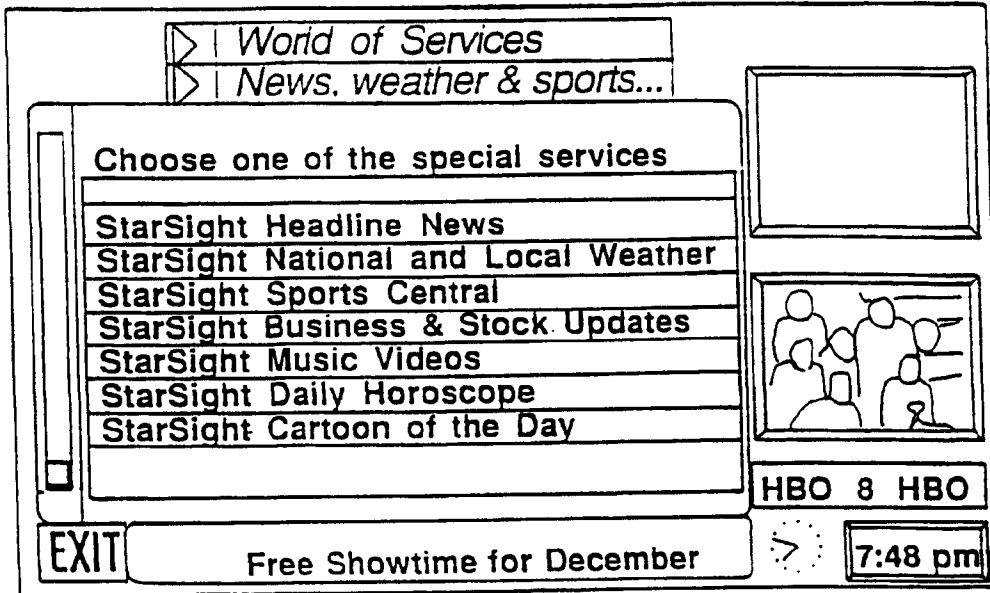 World of Services
News, weather & sports...
Choose one of the special services
StarSight Headline News
StarSight National and Local Weather
StarSight Sports Central
StarSight Business & Stock Updates
StarSight Music Videos
StarSight Daily Horoscope
StarSight Cartoon of the Day
HBO 8 HBO
EXIT
Free Showtime for December
7:48 pm